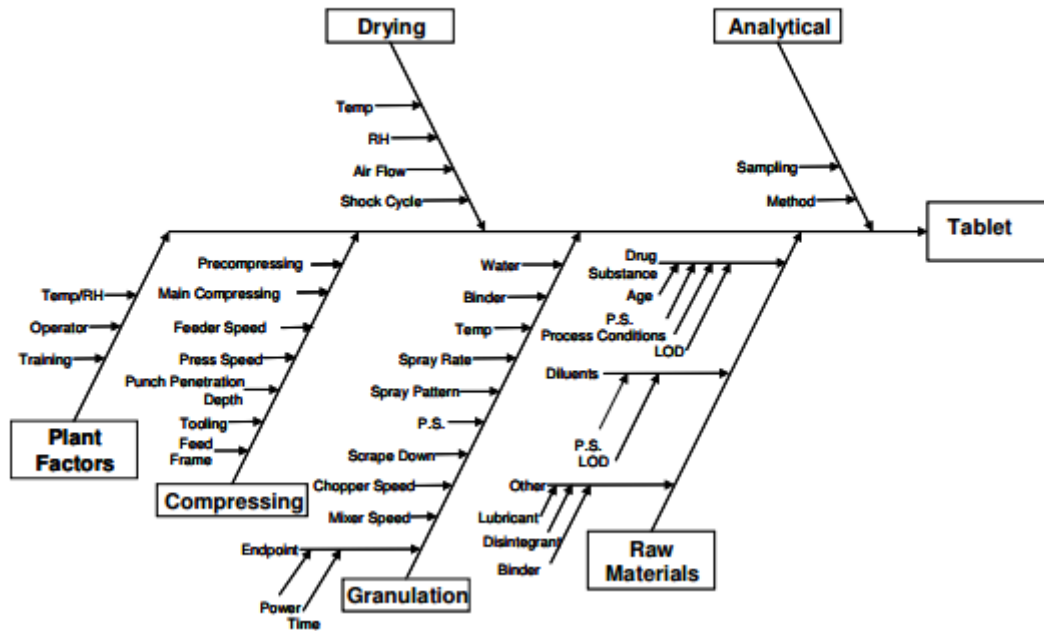 Drying
Analytical
Temp
RH
Air Flow
Shock Cycle
Sampling
Method
Tablet
Temp/RH
Operator
Training
Plant
Factors
Precompressing
Main Compressing
Feeder Speed
Press Speed
Punch Penetration
Depth
Tooling
Feed
Frame
Compressing
Water
Binder
Temp
Spray Rate
Spray Pattern
P.S.
Scrape Down
Chopper Speed
Mixer Speed
Endpoint
Power
Time
Granulation
Drug
Substance
Age
P.S.
Process Conditions
LOD
Diluents
P.S.
LOD
Other
Lubricant
Disintegrant
Binder
Raw
Materials